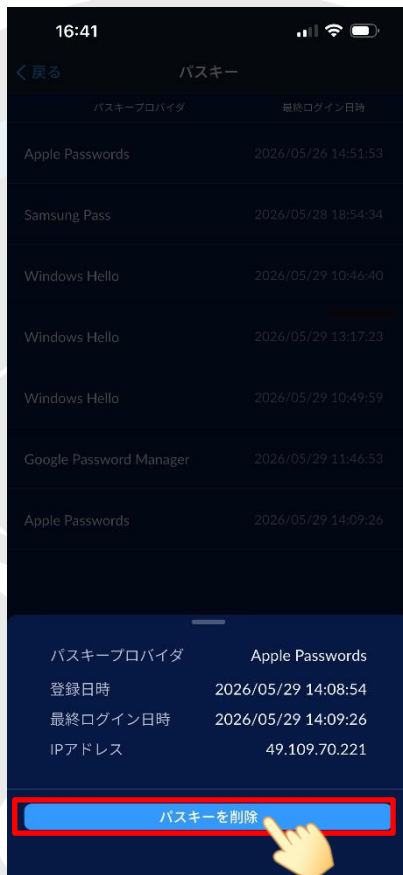 16:41
戻る パスキー
パスキープロバイダ 最終ログイン日時
Apple Passwords 2026/05/26 14:51:53
Samsung Pass 2026/05/28 18:54:34
Windows Hello 2026/05/29 10:46:40
Windows Hello 2026/05/29 13:17:23
Windows Hello 2026/05/29 10:49:59
Google Password Manager 2026/05/29 11:46:53
Apple Passwords 2026/05/29 14:09:26
パスキープロバイダ Apple Passwords
登録日時 2026/05/29 14:08:54
最終ログイン日時 2026/05/29 14:09:26
IPアドレス 49.109.70.221
パスキーを削除